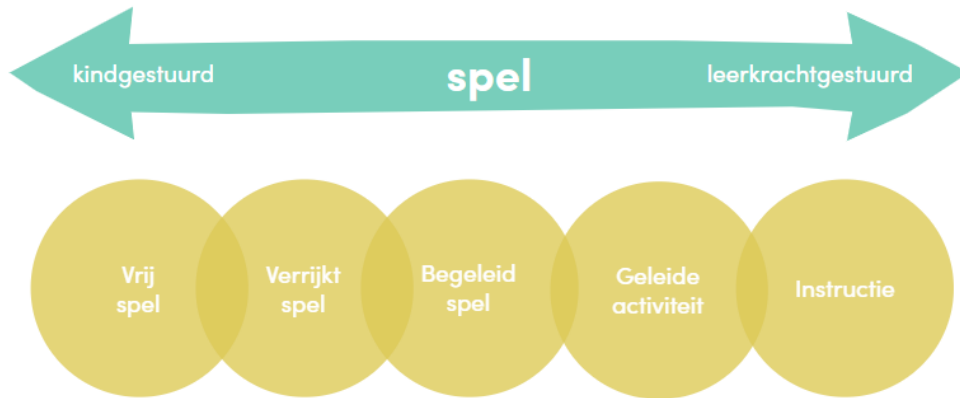 kindgestuurd
spel
leerkrachtgestuurd
Vrij
spel
Verrijkt
spel
Begeleid
spel
Geleide
activiteit
Instructie